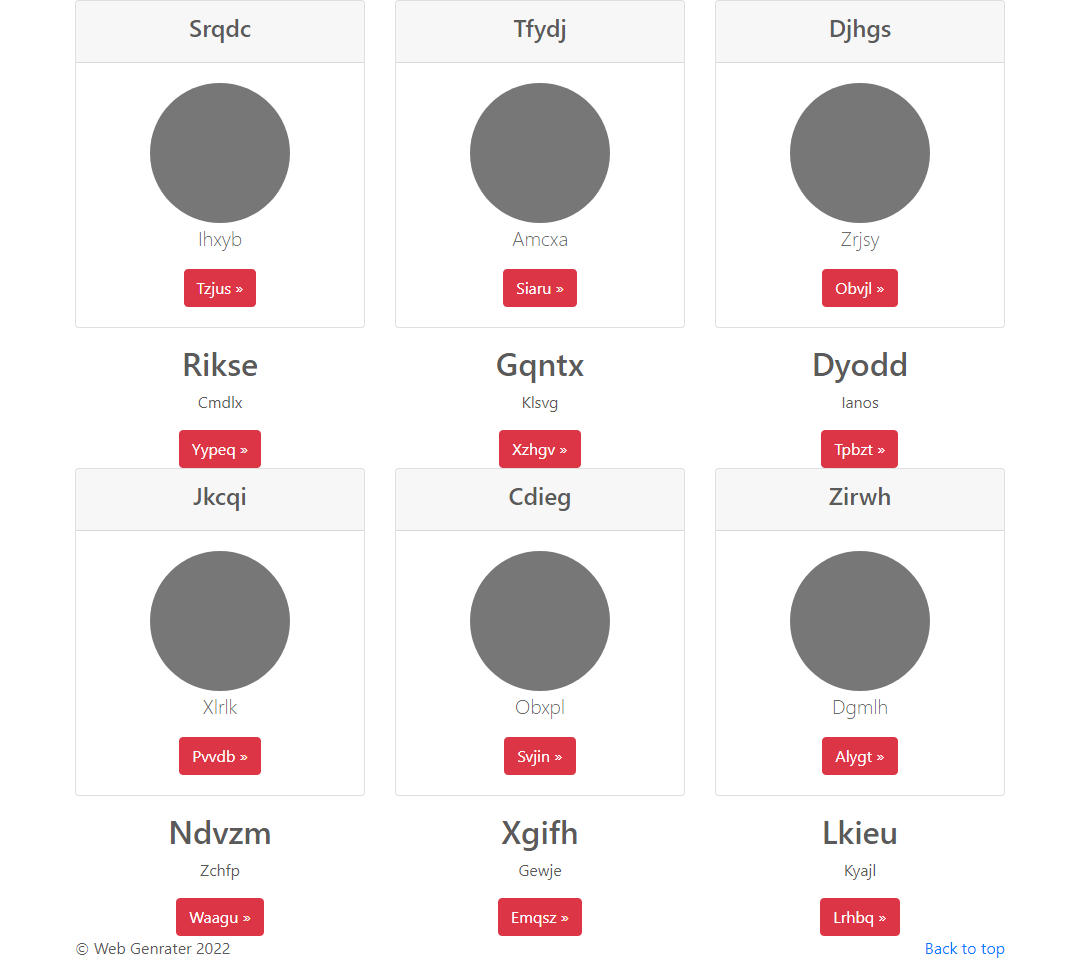 Srqdc
Tfydj
Djhgs
Ihxyb
Amcxa
Zrjsy
Tzjus »
Siaru »
Obvjl »
Rikse
Gqntx
Dyodd
Cmdlx
Klsvg
Ianos
Yypeq »
Xzhgv »
Tpbzt »
Jkcqi
Cdieg
Zirwh
Xlrlk
Obxpl
Dgmlh
Pvvdb »
Svjin »
Alygt »
Ndvzm
Xgifh
Lkieu
Zchfp
Gewje
Kyajl
Waagu »
Emqsz »
Lrhbq »
© Web Genrater 2022
Back to top